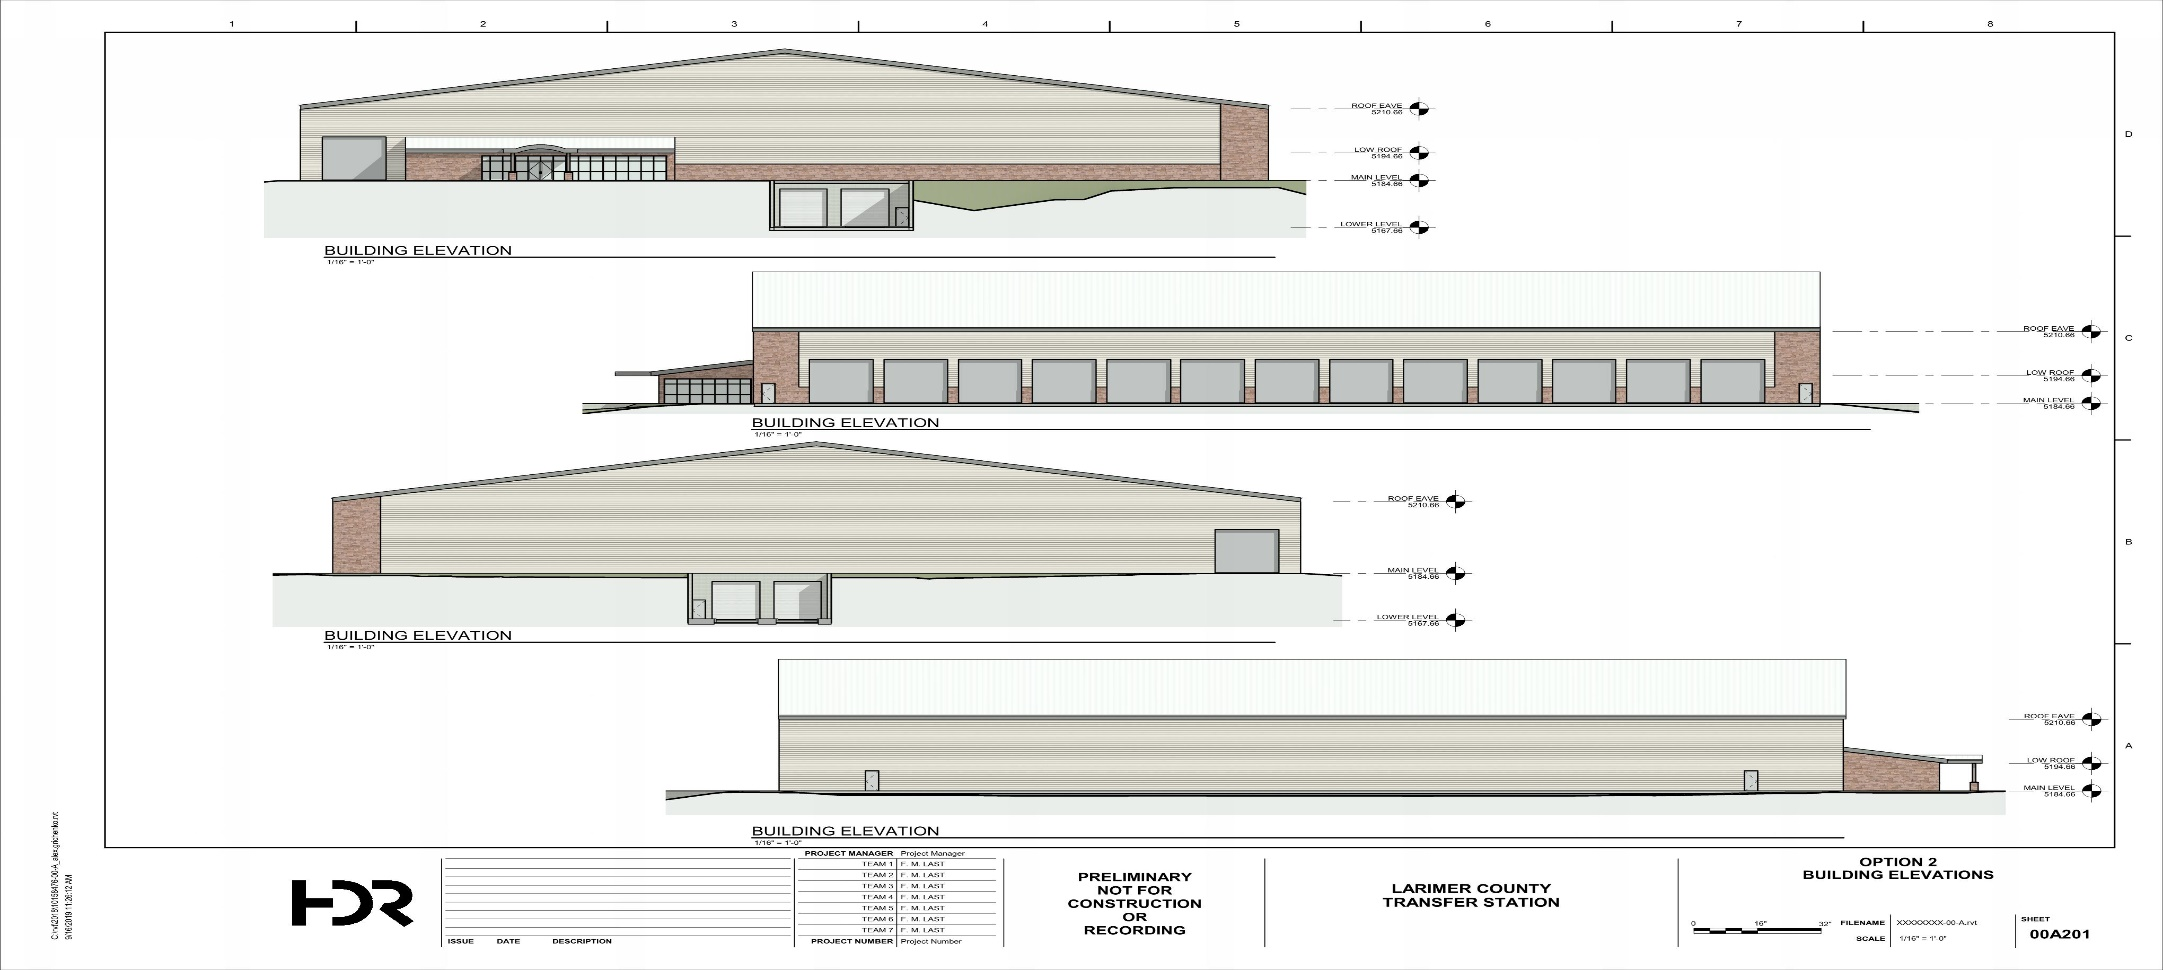 1 2 3 4 5 6 7 8
D
ROOF EAVE
5210.66
LOW ROOF
5194.66
MAIN LEVEL
5184.66
LOWER LEVEL
5167.66
BUILDING ELEVATION
1/16" = 1'-0"
C
ROOF EAVE
5210.66
LOW ROOF
5194.66
MAIN LEVEL
5184.66
BUILDING ELEVATION
1/16" = 1'-0"
B
ROOF EAVE
5210.66
MAIN LEVEL
5184.66
LOWER LEVEL
5167.66
BUILDING ELEVATION
1/16" = 1'-0"
A
ROOF EAVE
5210.66
LOW ROOF
5194.66
MAIN LEVEL
5184.66
BUILDING ELEVATION
1/16" = 1'-0"
9/16/2019 11:26:12 AM
HDR
ISSUE DATE DESCRIPTION
PROJECT MANAGER Project Manager
TEAM 1 F. M. LAST
TEAM 2 F. M. LAST
TEAM 3 F. M. LAST
TEAM 4 F. M. LAST
TEAM 5 F. M. LAST
TEAM 6 F. M. LAST
TEAM 7 F. M. LAST
PROJECT NUMBER Project Number
PRELIMINARY
NOT FOR
CONSTRUCTION
OR
RECORDING
LARIMER COUNTY
TRANSFER STATION
OPTION 2
BUILDING ELEVATIONS
0 16" 32"
FILENAME XXXXXXXX-00-A.rvt
SCALE 1/16" = 1'-0"
SHEET
00A201